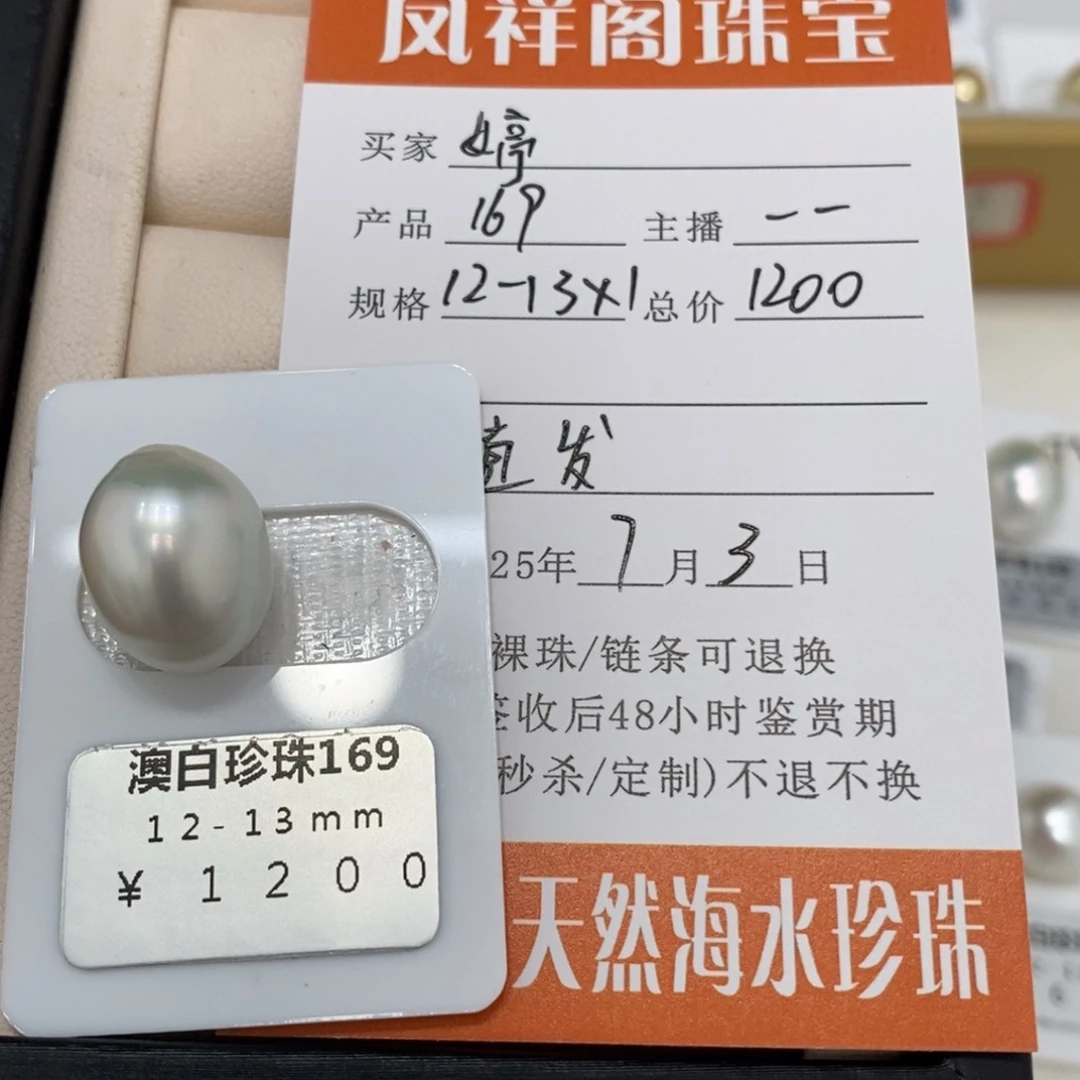 凤祥阁珠宝
买家 婷
产品 169 主播 一一
规格 12-13x1 总价 1200
直发
25年7月3日
裸珠/链条可退换
签收后48小时鉴赏期
秒杀/定制)不退不换
天然海水珍珠
澳白珍珠169
12-13mm
¥ 1200